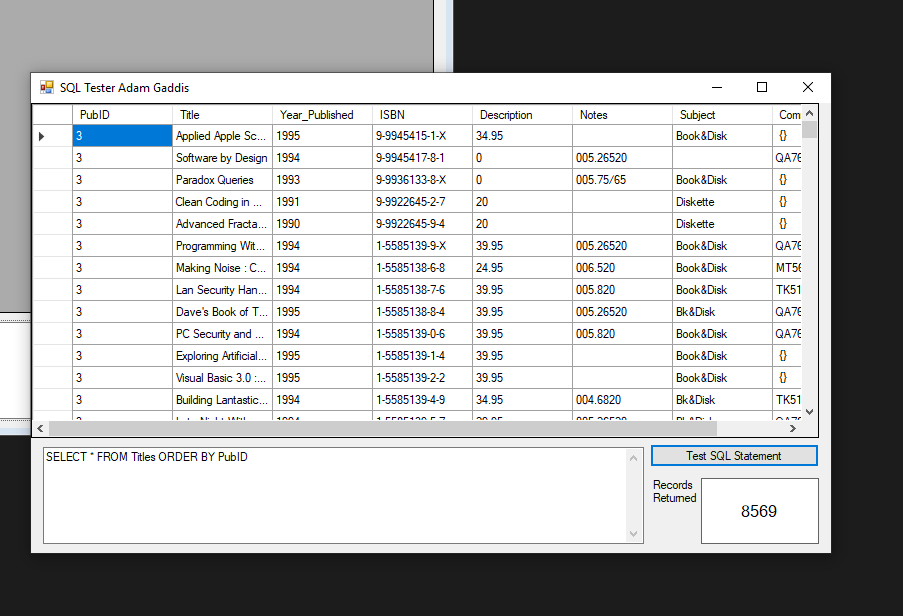 SQL Tester Adam Gaddis
PubID Title Year_Published ISBN Description Notes Subject Com
3 Applied Apple Sc... 1995 9-9945415-1-X 34.95 Book&Disk {}
3 Software by Design 1994 9-9945417-8-1 0 005.26520 QA76
3 Paradox Queries 1993 9-9936133-8-X 0 005.75/65 Book&Disk {}
3 Clean Coding in ... 1991 9-9922645-2-7 20 Diskette {}
3 Advanced Fracta... 1990 9-9922645-9-4 20 Diskette {}
3 Programming Wit... 1994 1-5585139-9-X 39.95 005.26520 Book&Disk QA76
3 Making Noise : C... 1994 1-5585138-6-8 24.95 006.520 Book&Disk MT56
3 Lan Security Han... 1994 1-5585138-7-6 39.95 005.820 Book&Disk TK51
3 Dave's Book of T... 1995 1-5585138-8-4 39.95 005.26520 Bk&Disk QA76
3 PC Security and ... 1994 1-5585139-0-6 39.95 005.820 Book&Disk QA76
3 Exploring Artificial... 1995 1-5585139-1-4 39.95 Book&Disk {}
3 Visual Basic 3.0 :... 1995 1-5585139-2-2 39.95 Book&Disk {}
3 Building Lantastic... 1994 1-5585139-4-9 34.95 004.6820 Bk&Disk TK51
SELECT * FROM Titles ORDER BY PubID
Test SQL Statement
Records
Returned
8569